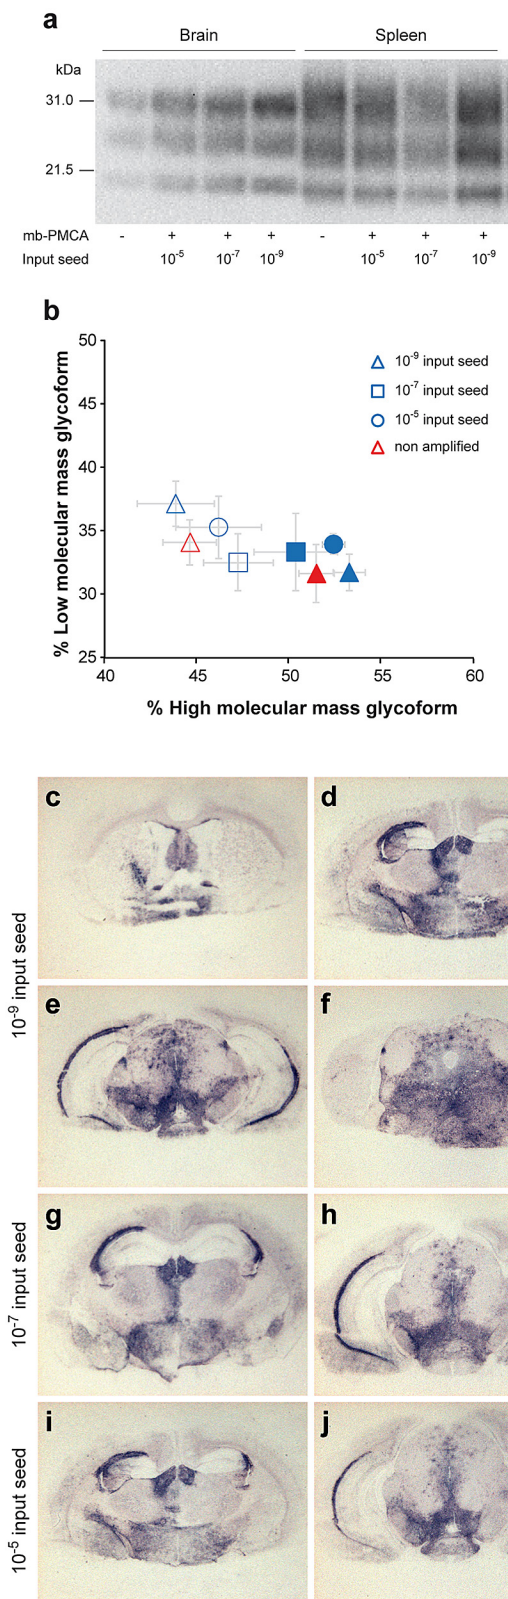 a
Brain Spleen
kDa
31.0
21.5
mb-PMCA - + + + - + + +
Input seed 10⁻⁵ 10⁻⁷ 10⁻⁹ 10⁻⁵ 10⁻⁷ 10⁻⁹
b
% Low molecular mass glycoform
50
45
40
35
30
25
10⁻⁹ input seed
10⁻⁷ input seed
10⁻⁵ input seed
non amplified
40 45 50 55 60
% High molecular mass glycoform
c d
10⁻⁹ input seed
e f
g h
10⁻⁷ input seed
i j
10⁻⁵ input seed